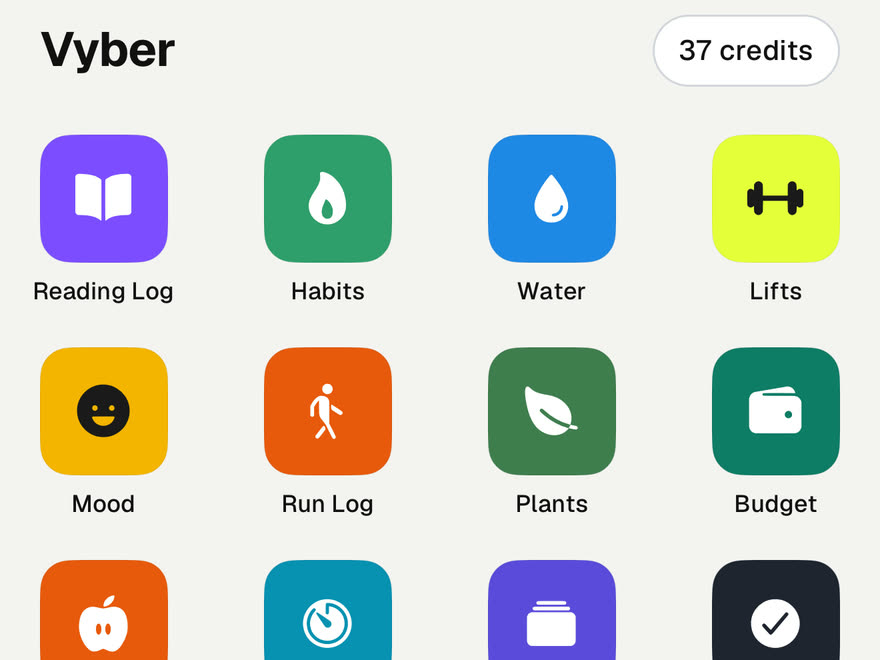 Vyber
37 credits
Reading Log
Habits
Water
Lifts
Mood
Run Log
Plants
Budget